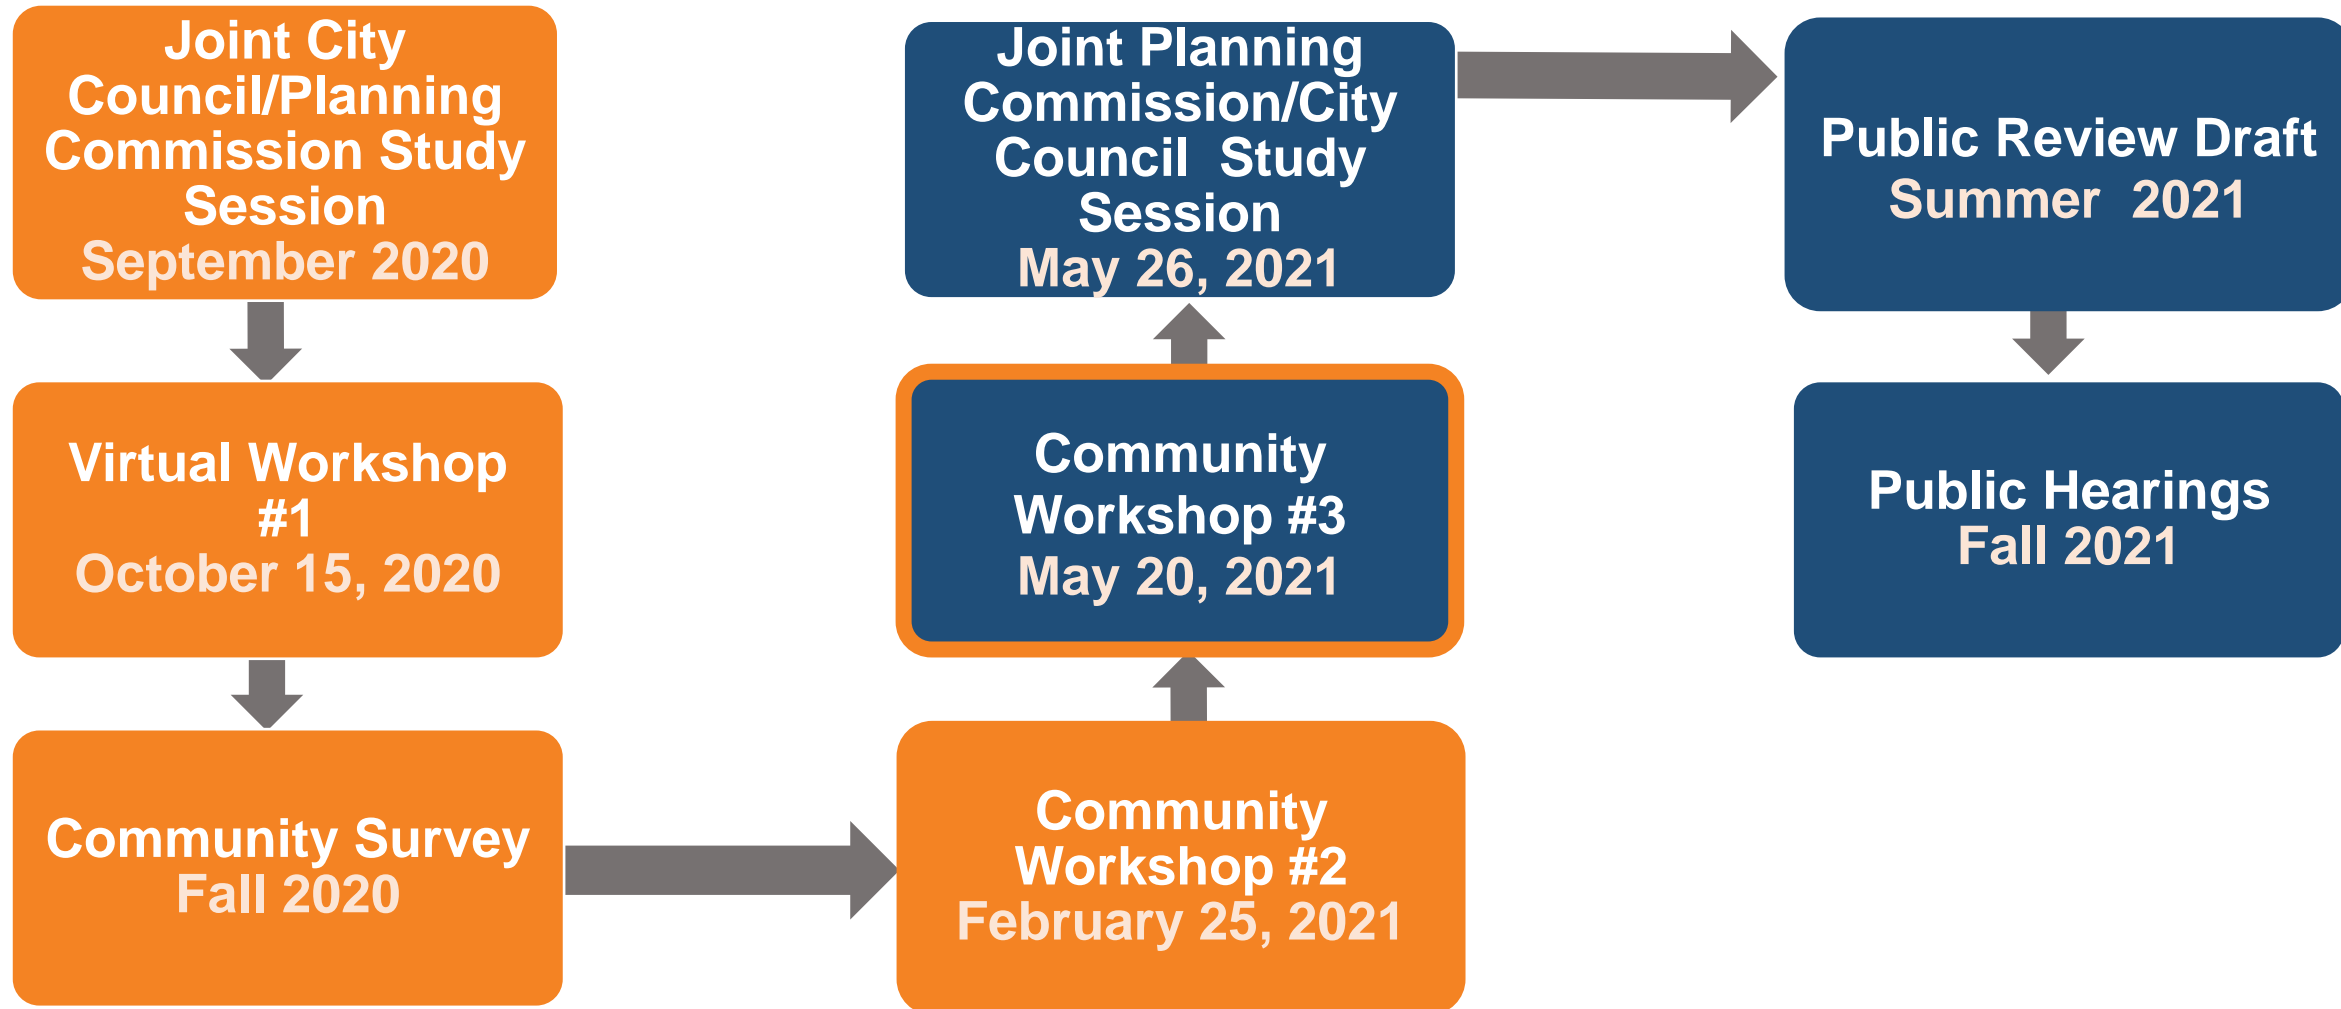 Joint City
Council/Planning
Commission Study
Session
September 2020
Virtual Workshop
#1
October 15, 2020
Community Survey
Fall 2020
Community
Workshop #2
February 25, 2021
Community
Workshop #3
May 20, 2021
Joint Planning
Commission/City
Council  Study
Session
May 26, 2021
Public Review Draft
Summer  2021
Public Hearings
Fall 2021